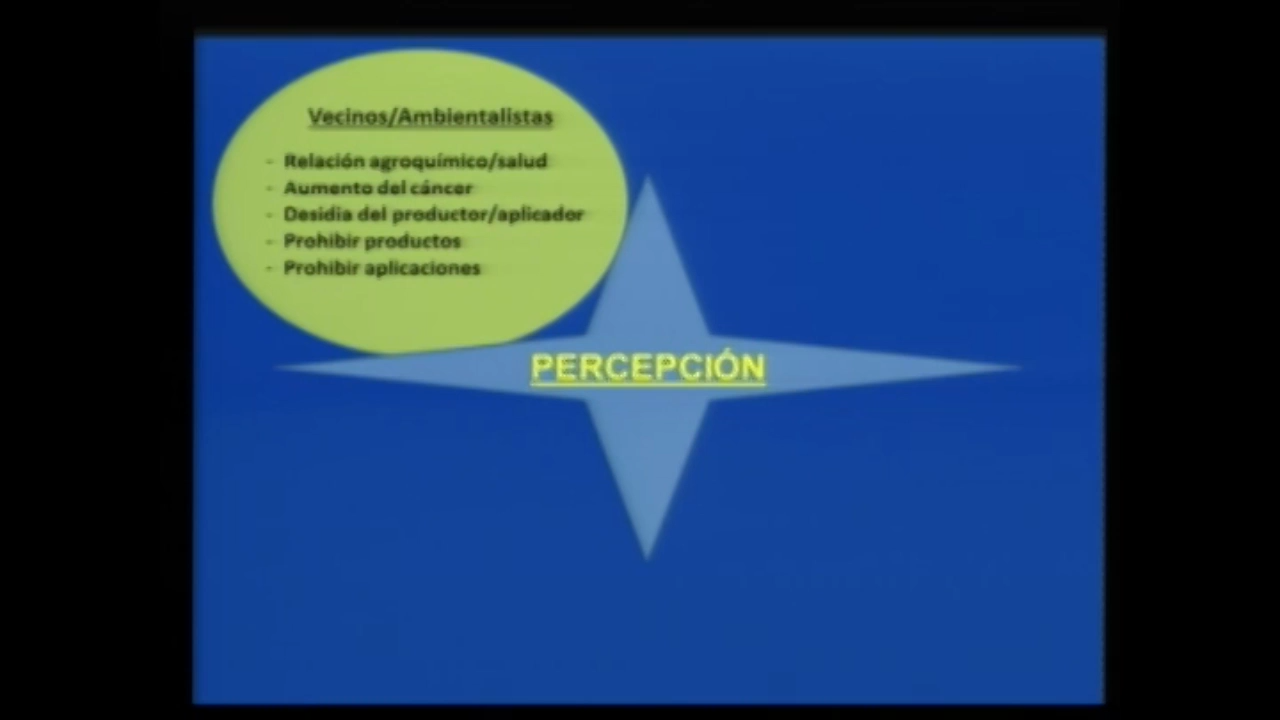 Vecinos/Ambientalistas
- Relación agroquímico/salud
- Aumento del cáncer
- Desidia del productor/aplicador
- Prohibir productos
- Prohibir aplicaciones
PERCEPCIÓN